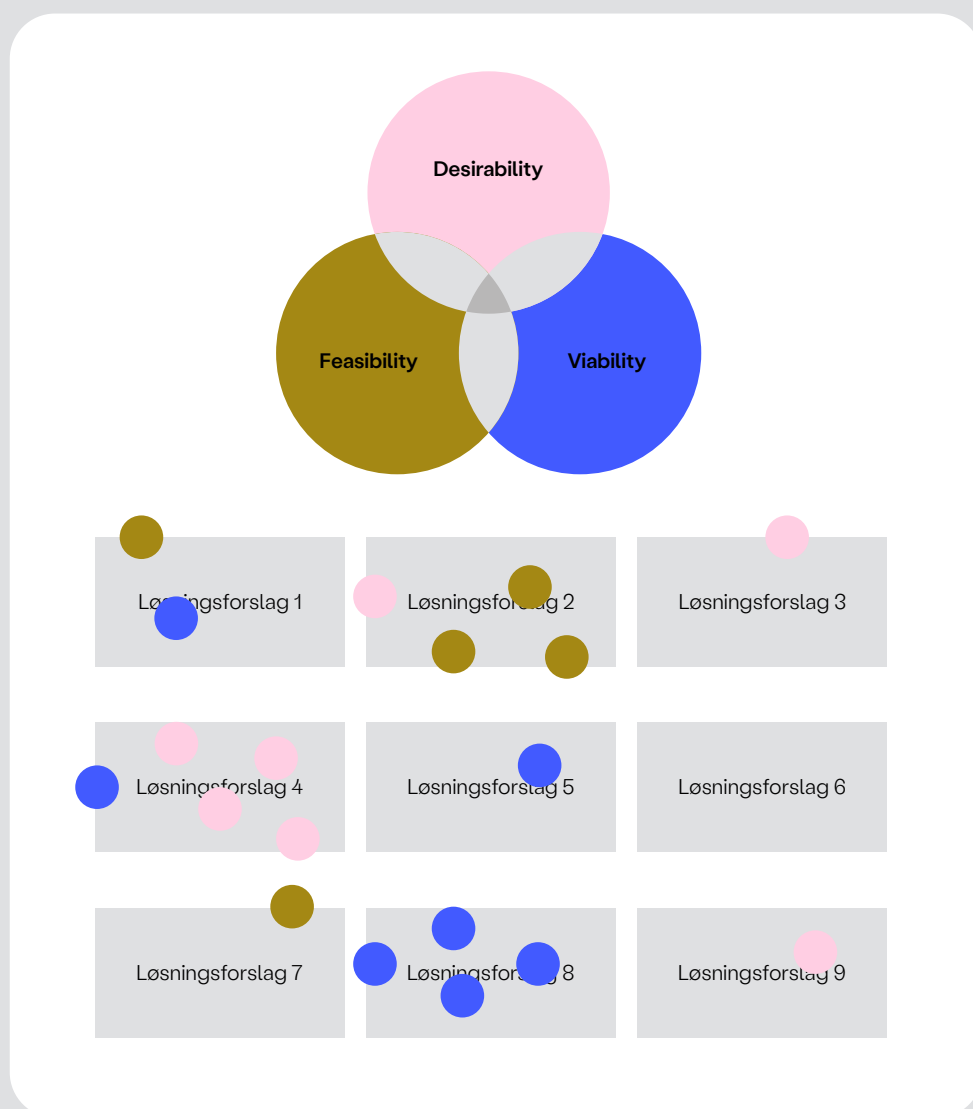 Desirability
Feasibility
Viability
Løsningsforslag 1
Løsningsforslag 2
Løsningsforslag 3
Løsningsforslag 4
Løsningsforslag 5
Løsningsforslag 6
Løsningsforslag 7
Løsningsforslag 8
Løsningsforslag 9